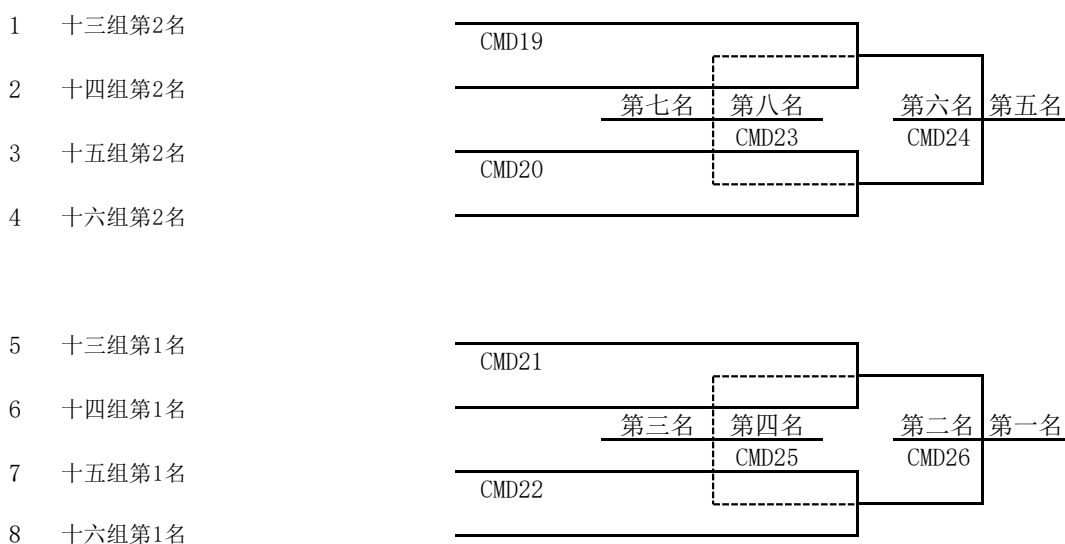 1 十三组第2名
CMD19
2 十四组第2名
第七名 第八名 第六名 第五名
CMD23 CMD24
3 十五组第2名
CMD20
4 十六组第2名
5 十三组第1名
CMD21
6 十四组第1名
第三名 第四名 第二名 第一名
CMD25 CMD26
7 十五组第1名
CMD22
8 十六组第1名